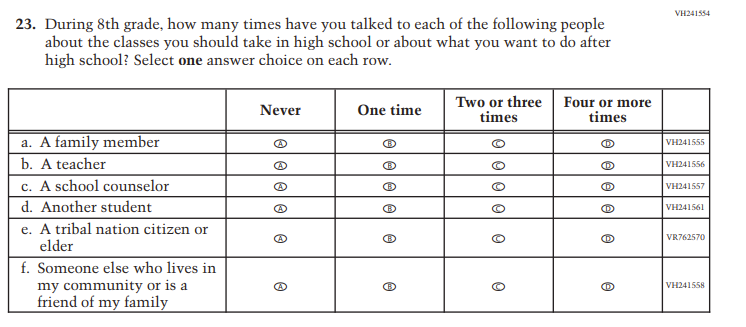 VH241554
23. During 8th grade, how many times have you talked to each of the following people
about the classes you should take in high school or about what you want to do after
high school? Select one answer choice on each row.
Never One time Two or three times Four or more times
a. A family member Ⓐ Ⓑ Ⓒ Ⓓ VH241555
b. A teacher Ⓐ Ⓑ Ⓒ Ⓓ VH241556
c. A school counselor Ⓐ Ⓑ Ⓒ Ⓓ VH241557
d. Another student Ⓐ Ⓑ Ⓒ Ⓓ VH241561
e. A tribal nation citizen or
elder Ⓐ Ⓑ Ⓒ Ⓓ VR762570
f. Someone else who lives in
my community or is a
friend of my family Ⓐ Ⓑ Ⓒ Ⓓ VH241558